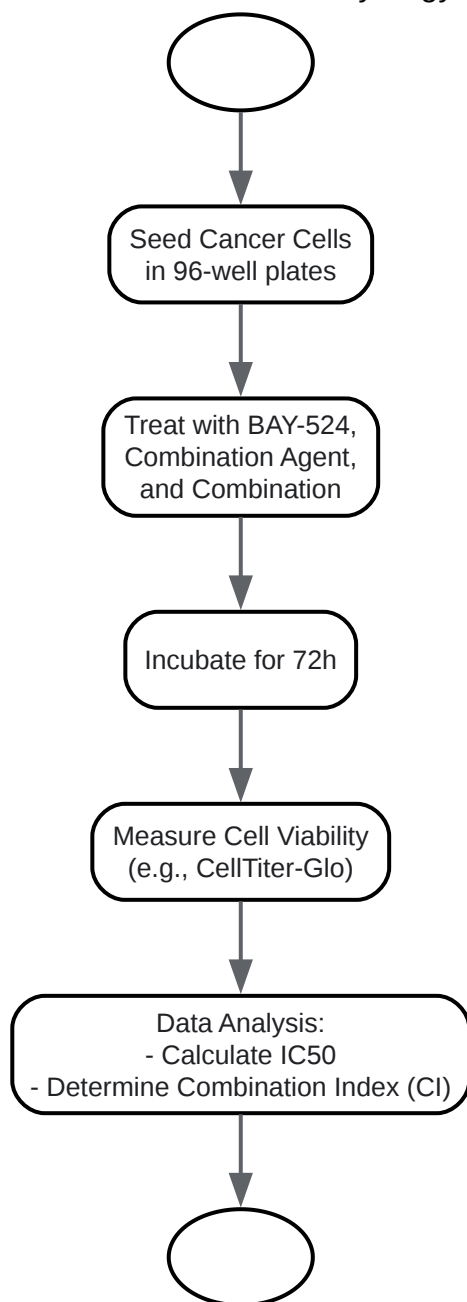 Seed Cancer Cells
in 96-well plates
Treat with BAY-524,
Combination Agent,
and Combination
Incubate for 72h
Measure Cell Viability
(e.g., CellTiter-Glo)
Data Analysis:
- Calculate IC50
- Determine Combination Index (CI)